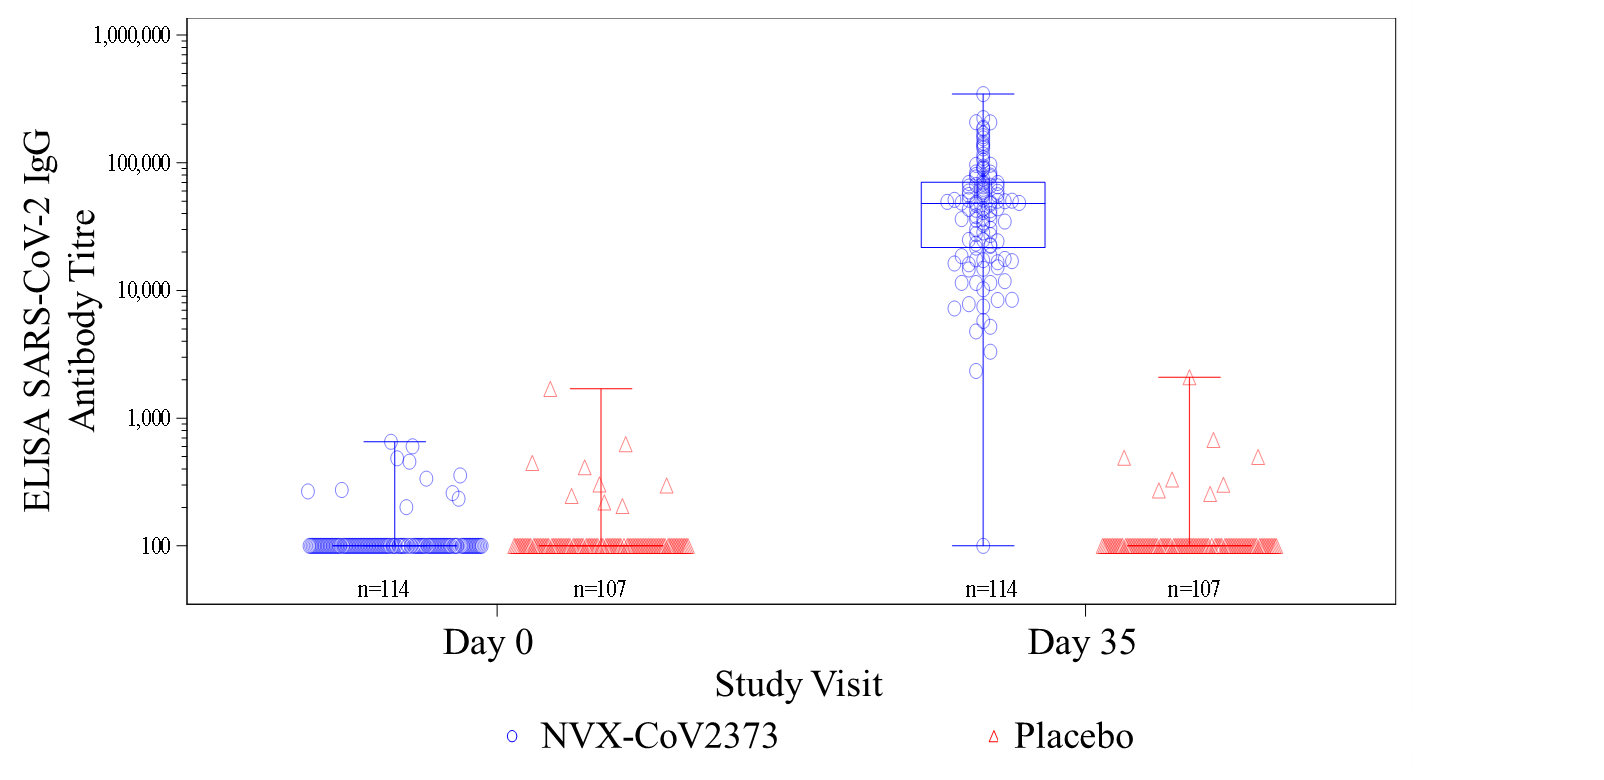 ELISA SARS-CoV-2 IgG
Antibody Titre
1,000,000
100,000
10,000
1,000
100
n=114
n=107
n=114
n=107
Day 0
Day 35
Study Visit
NVX-CoV2373
Placebo